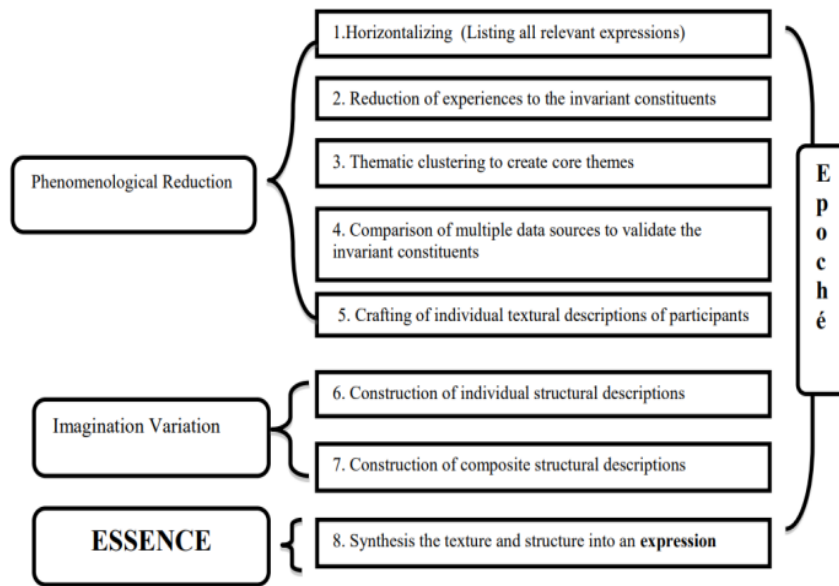 1.Horizontalizing (Listing all relevant expressions)
2. Reduction of experiences to the invariant constituents
Phenomenological Reduction
3. Thematic clustering to create core themes
4. Comparison of multiple data sources to validate the
invariant constituents
5. Crafting of individual textural descriptions of participants
Imagination Variation
6. Construction of individual structural descriptions
7. Construction of composite structural descriptions
ESSENCE
8. Synthesis the texture and structure into an expression
Epoché